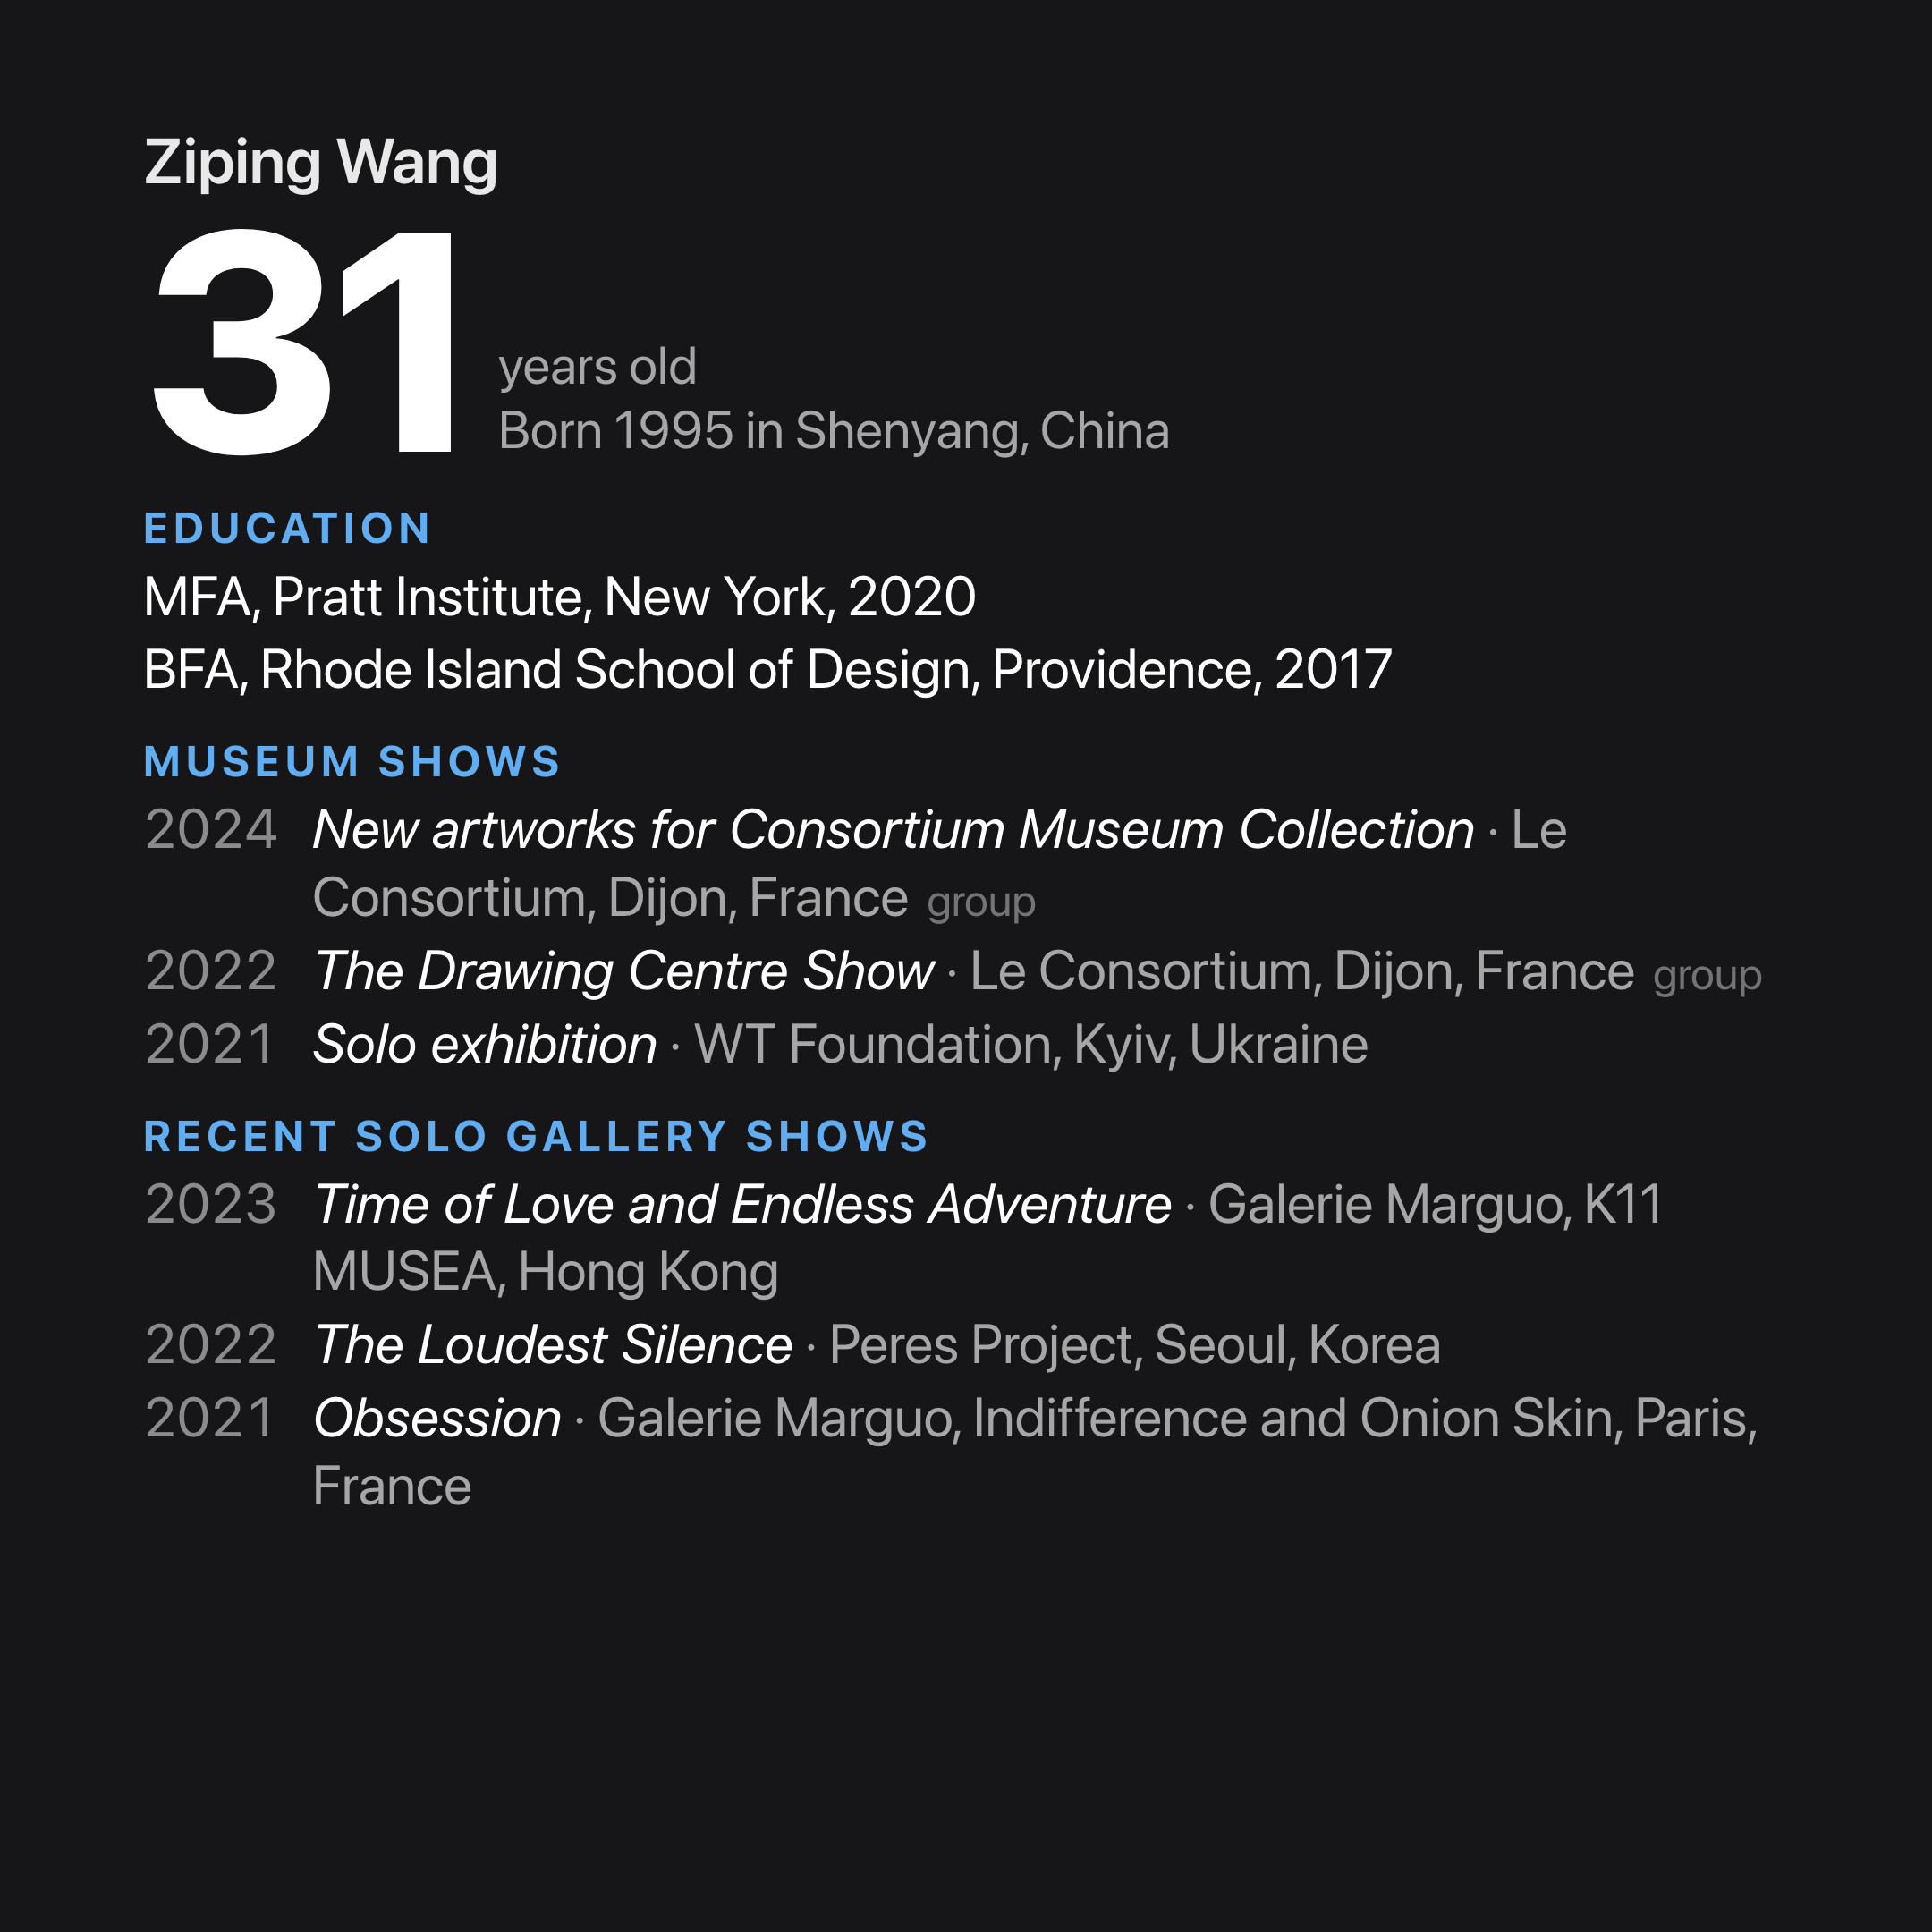 Ziping Wang
31
years old
Born 1995 in Shenyang, China
EDUCATION
MFA, Pratt Institute, New York, 2020
BFA, Rhode Island School of Design, Providence, 2017
MUSEUM SHOWS
2024 New artworks for Consortium Museum Collection · Le
Consortium, Dijon, France group
2022 The Drawing Centre Show · Le Consortium, Dijon, France group
2021 Solo exhibition · WT Foundation, Kyiv, Ukraine
RECENT SOLO GALLERY SHOWS
2023 Time of Love and Endless Adventure · Galerie Marguo, K11
MUSEA, Hong Kong
2022 The Loudest Silence · Peres Project, Seoul, Korea
2021 Obsession · Galerie Marguo, Indifference and Onion Skin, Paris,
France